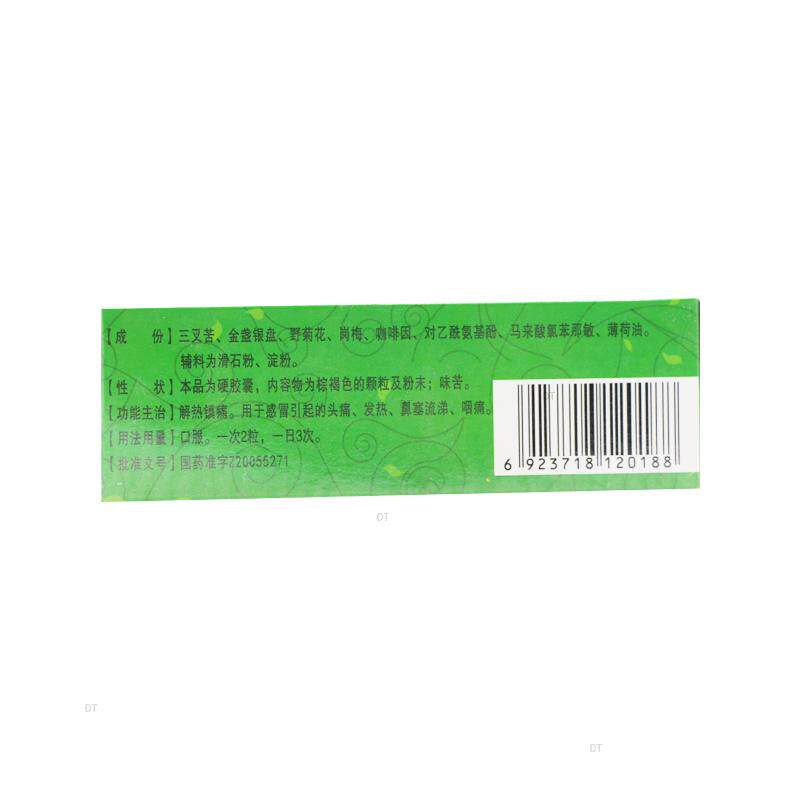 【成 份】三叉苦、金盏银盘、野菊花、岗梅、咖啡因、对乙酰氨基酚、马来酸氯苯那敏、薄荷油。
辅料为滑石粉、淀粉。
【性 状】本品为硬胶囊，内容物为棕褐色的颗粒及粉末；味苦。
【功能主治】解热镇痛。用于感冒引起的头痛、发热、鼻塞流涕、咽痛。
【用法用量】口服。一次2粒，一日3次。
【批准文号】国药准字Z20055271
6 923718 120188
DT
DT
DT
DT